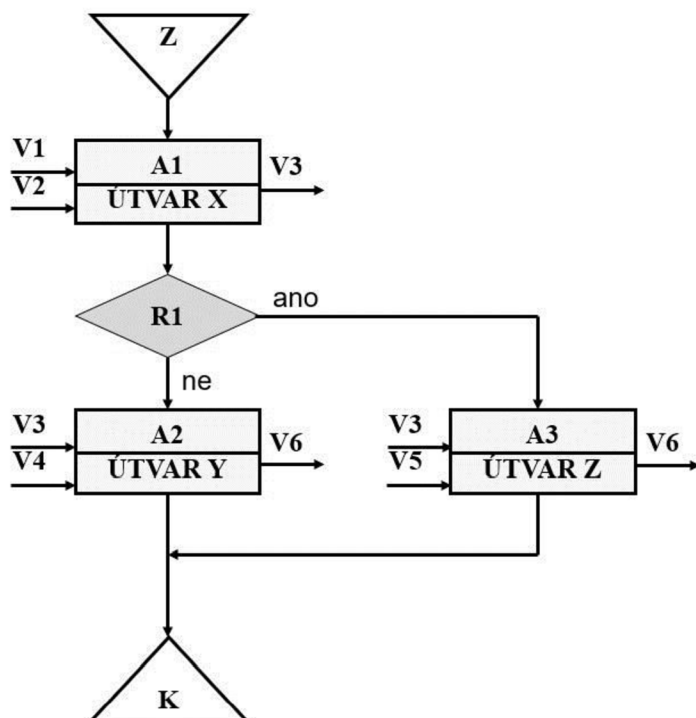 Z
V1
A1
V3
V2
ÚTVAR X
R1
ano
ne
V3
A2
V6
V4
ÚTVAR Y
V3
A3
V6
V5
ÚTVAR Z
K